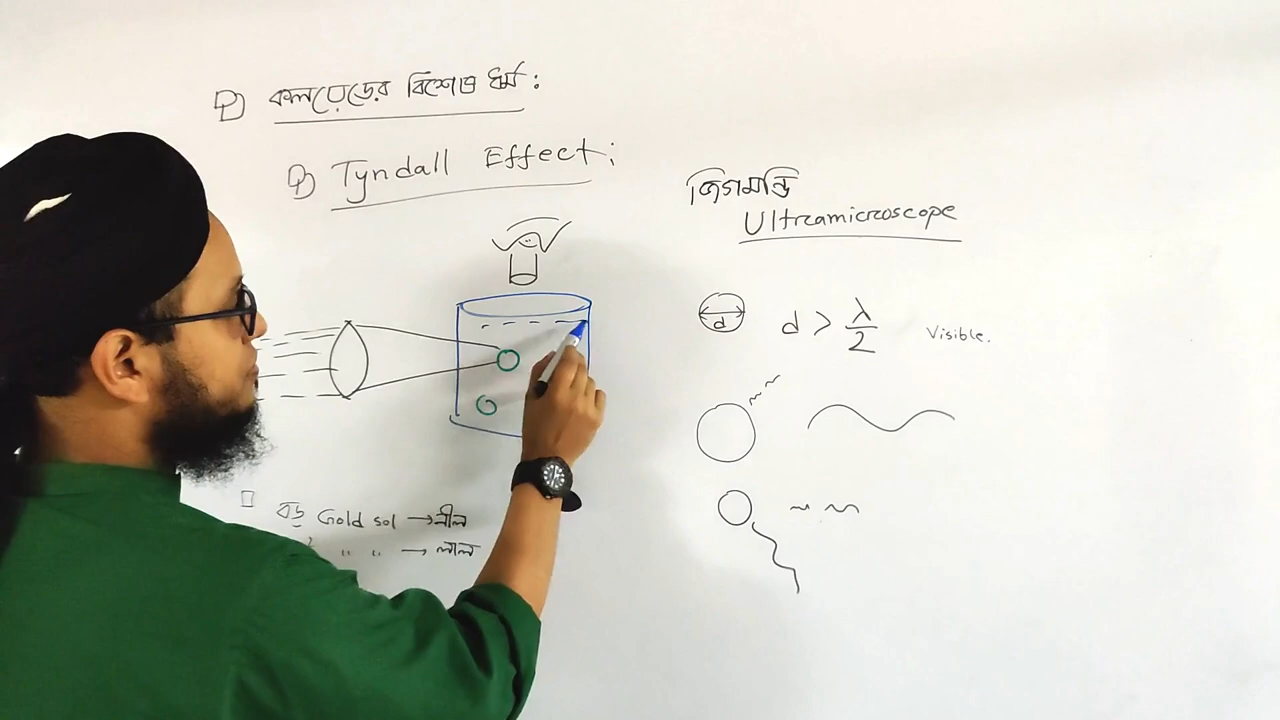 কলয়েডের বিশেষ ধর্ম :
Tyndall Effect :
জিগমন্ডি
Ultramicroscope
d
d > λ/2 Visible.
বড় Gold sol → নীল
" " → লাল